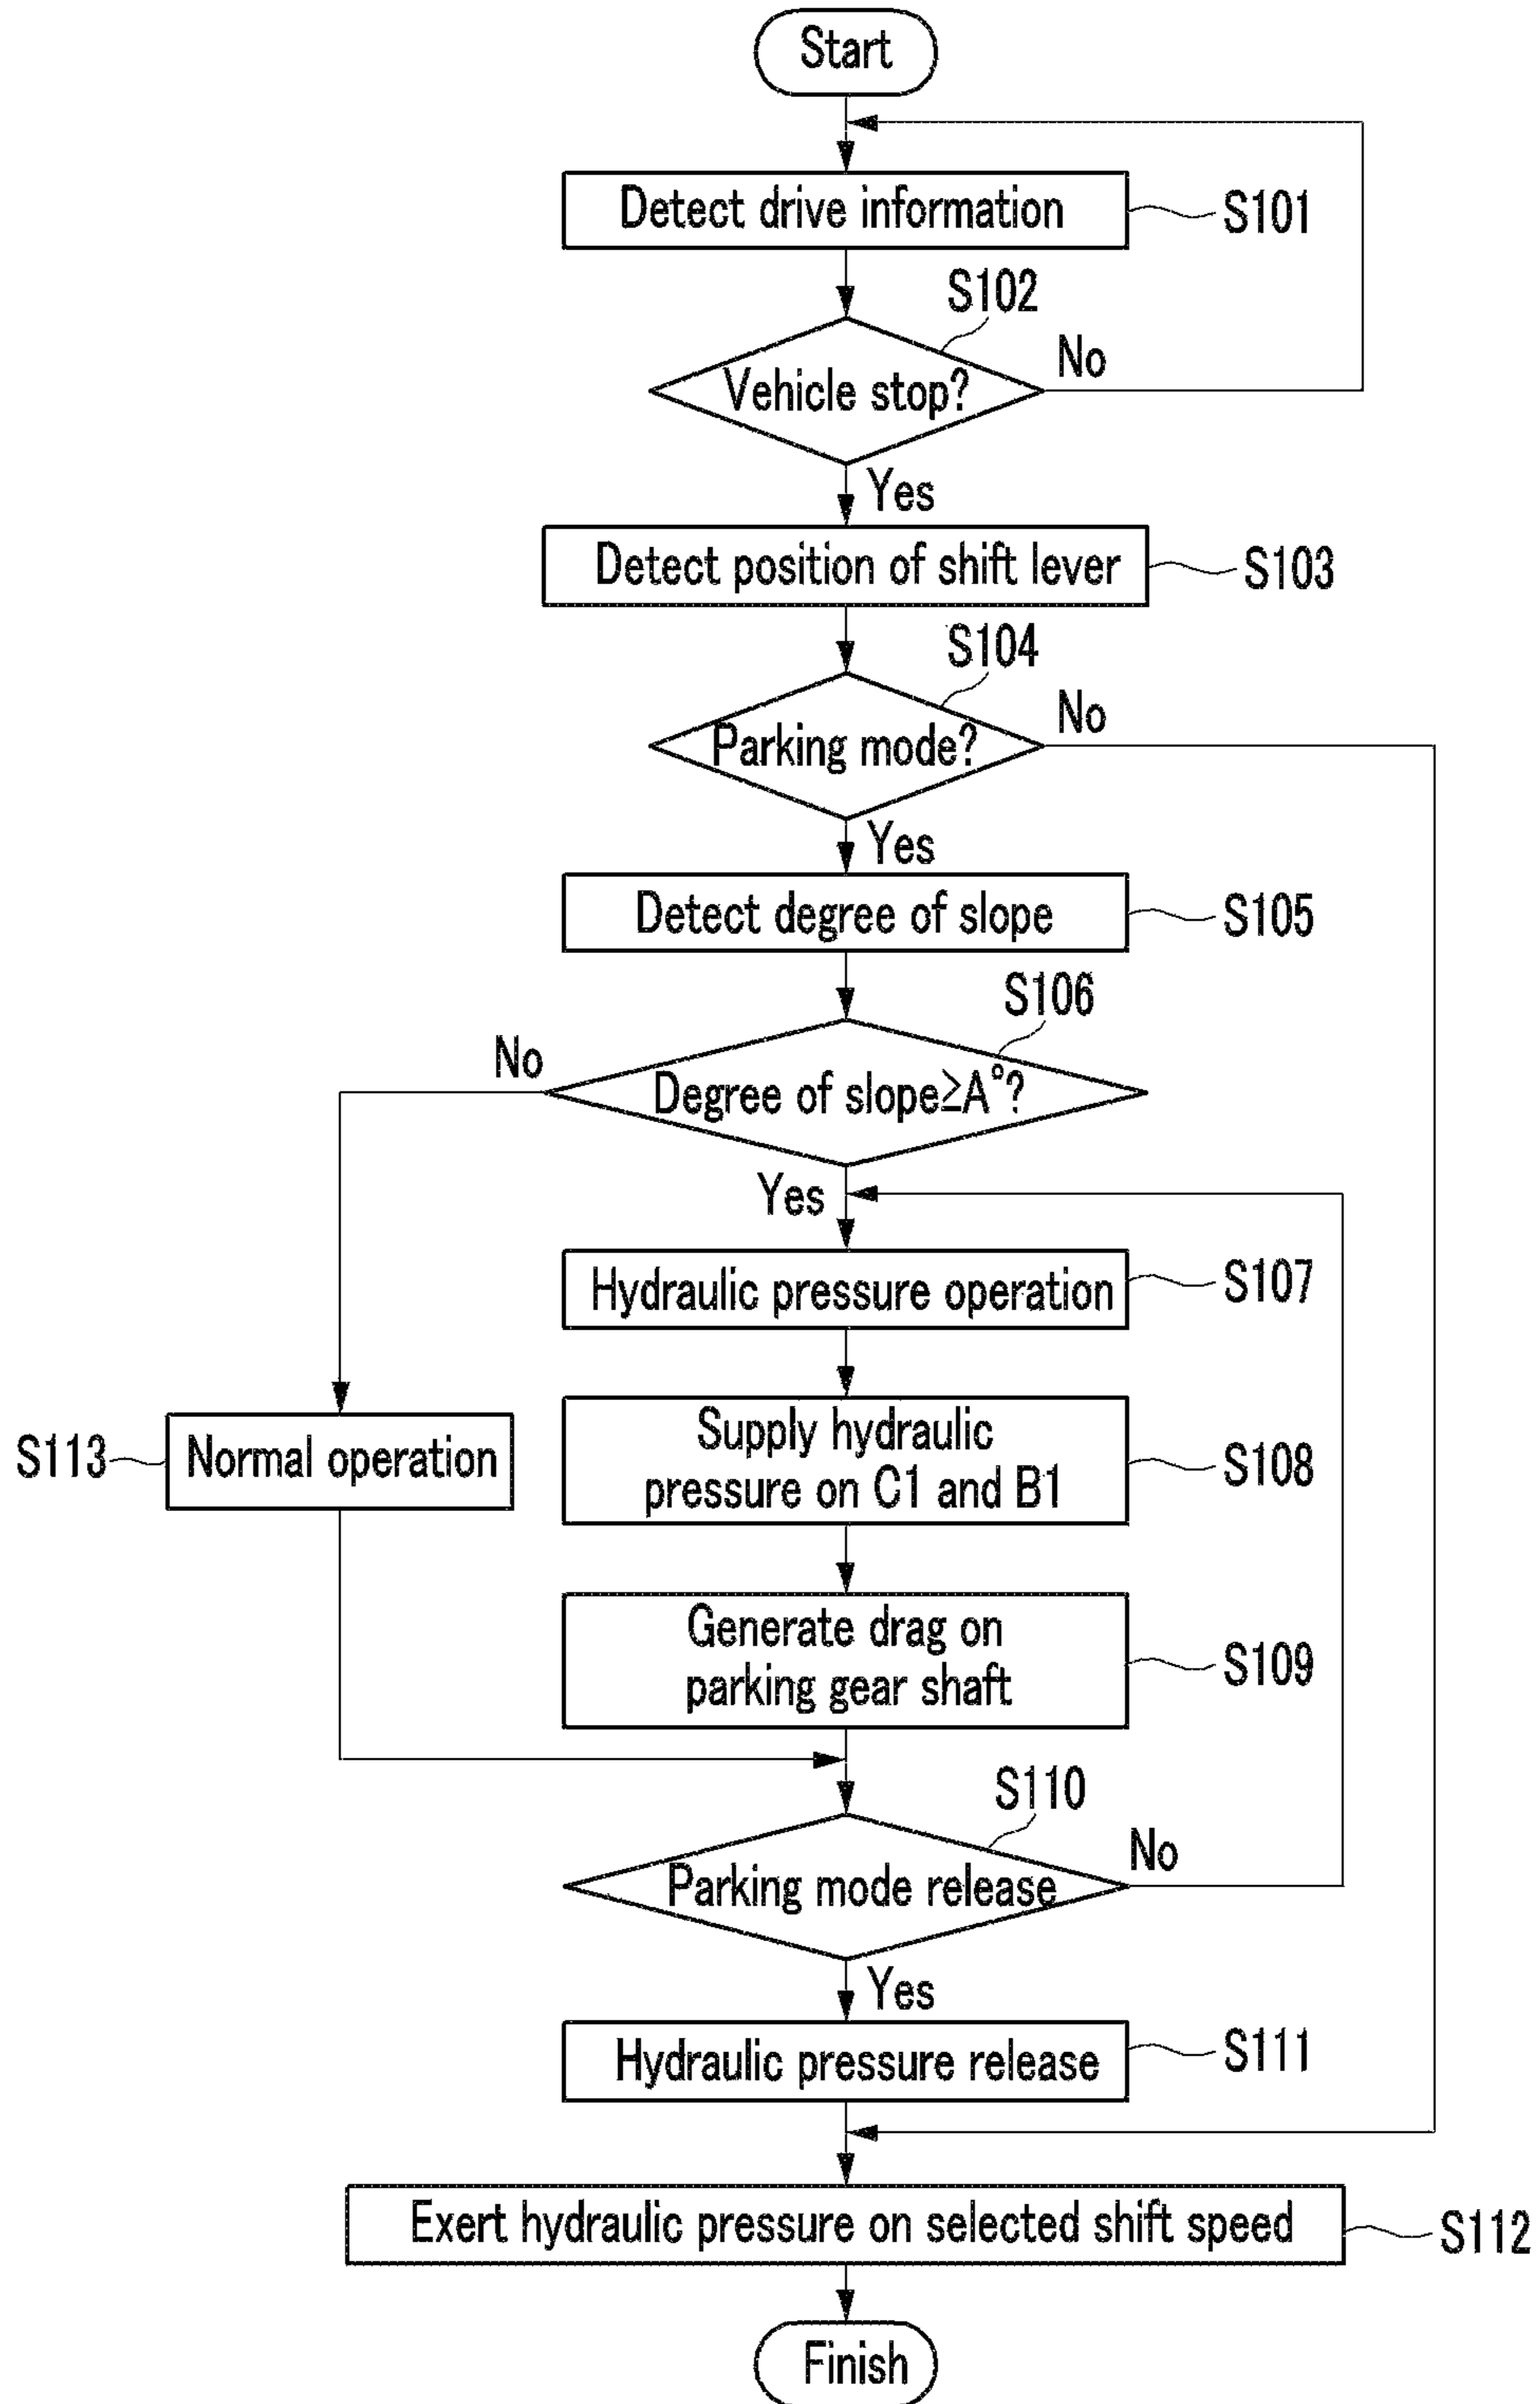 Start
Detect drive information
S101
S102
Vehicle stop?
No
Yes
Detect position of shift lever
S103
S104
Parking mode?
No
Yes
Detect degree of slope
S105
S106
No
Degree of slope≥A°?
Yes
Hydraulic pressure operation
S107
S113
Normal operation
Supply hydraulic
pressure on C1 and B1
S108
Generate drag on
parking gear shaft
S109
S110
Parking mode release
No
Yes
Hydraulic pressure release
S111
Exert hydraulic pressure on selected shift speed
S112
Finish